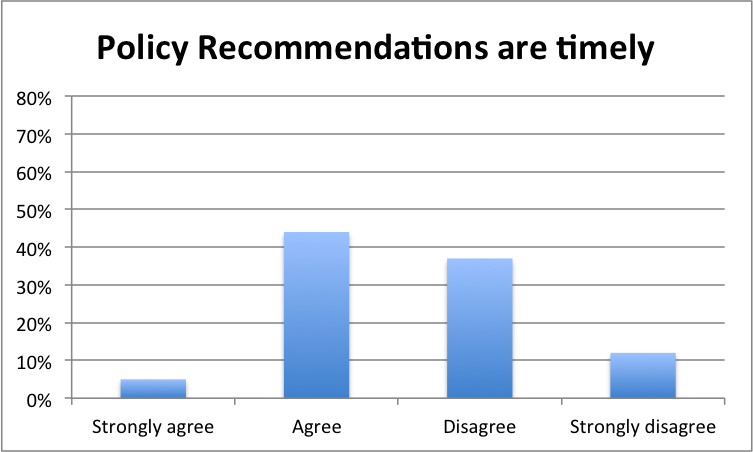 Policy Recommendations are timely
80%
70%
60%
50%
40%
30%
20%
10%
0%
Strongly agree
Agree
Disagree
Strongly disagree